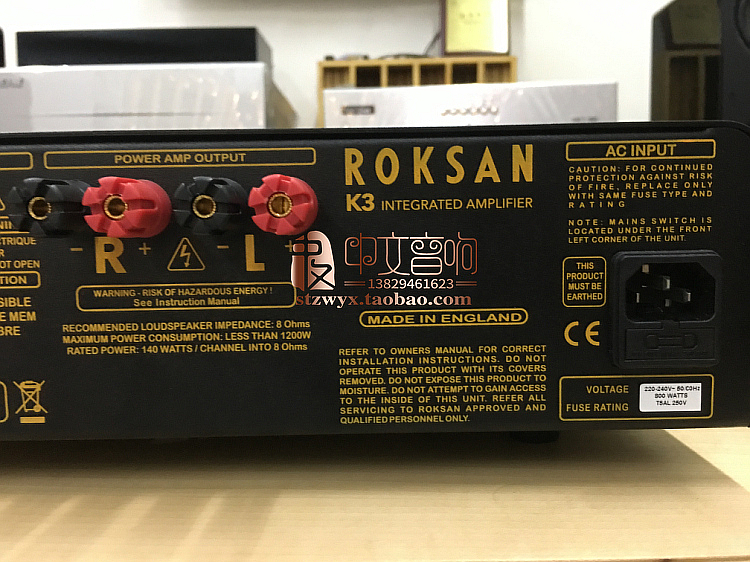 POWER AMP OUTPUT
ROKSAN
K3 INTEGRATED AMPLIFIER
- R + - L +
WARNING - RISK OF HAZARDOUS ENERGY !
See Instruction Manual
RECOMMENDED LOUDSPEAKER IMPEDANCE: 8 Ohms
MAXIMUM POWER CONSUMPTION: LESS THAN 1200W
RATED POWER: 140 WATTS / CHANNEL INTO 8 Ohms
中文音响
13829461623
stzwyx.taobao.com
MADE IN ENGLAND
REFER TO OWNERS MANUAL FOR CORRECT
INSTALLATION INSTRUCTIONS. DO NOT
OPERATE THIS PRODUCT WITH ITS COVERS
REMOVED. DO NOT EXPOSE THIS PRODUCT TO
MOISTURE. DO NOT ATTEMPT TO GAIN ACCESS
TO THE INSIDE OF THIS UNIT. REFER ALL
SERVICING TO ROKSAN APPROVED AND
QUALIFIED PERSONNEL ONLY.
AC INPUT
CAUTION: FOR CONTINUED
PROTECTION AGAINST RISK
OF FIRE, REPLACE ONLY
WITH SAME FUSE TYPE AND
RATING
NOTE: MAINS SWITCH IS
LOCATED UNDER THE FRONT
LEFT CORNER OF THE UNIT.
THIS
PRODUCT
MUST BE
EARTHED
CE
VOLTAGE
FUSE RATING
220-240V~ 50/60Hz
800 WATTS
T5AL 250V
OT OPEN
SIBLE
E MEM
BRE